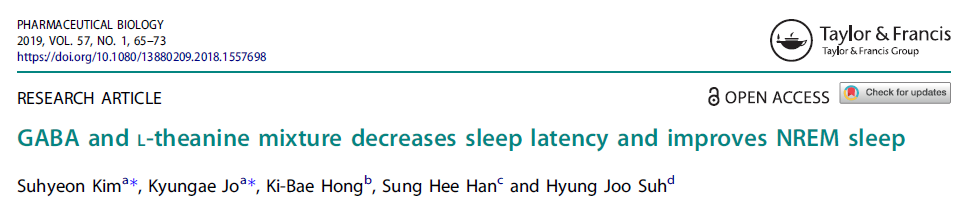 PHARMACEUTICAL BIOLOGY
2019, VOL. 57, NO. 1, 65–73
https://doi.org/10.1080/13880209.2018.1557698
Taylor & Francis
Taylor & Francis Group
RESEARCH ARTICLE
OPEN ACCESS
Check for updates
GABA and L-theanine mixture decreases sleep latency and improves NREM sleep
Suhyeon Kimᵃ*, Kyungae Joᵃ*, Ki-Bae Hongᵇ, Sung Hee Hanᶜ and Hyung Joo Suhᵈ